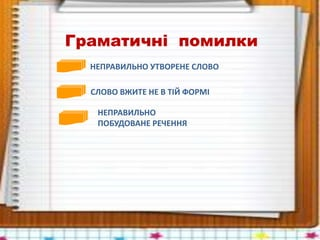 Граматичні помилки
НЕПРАВИЛЬНО УТВОРЕНЕ СЛОВО
СЛОВО ВЖИТЕ НЕ В ТІЙ ФОРМІ
НЕПРАВИЛЬНО
ПОБУДОВАНЕ РЕЧЕННЯ